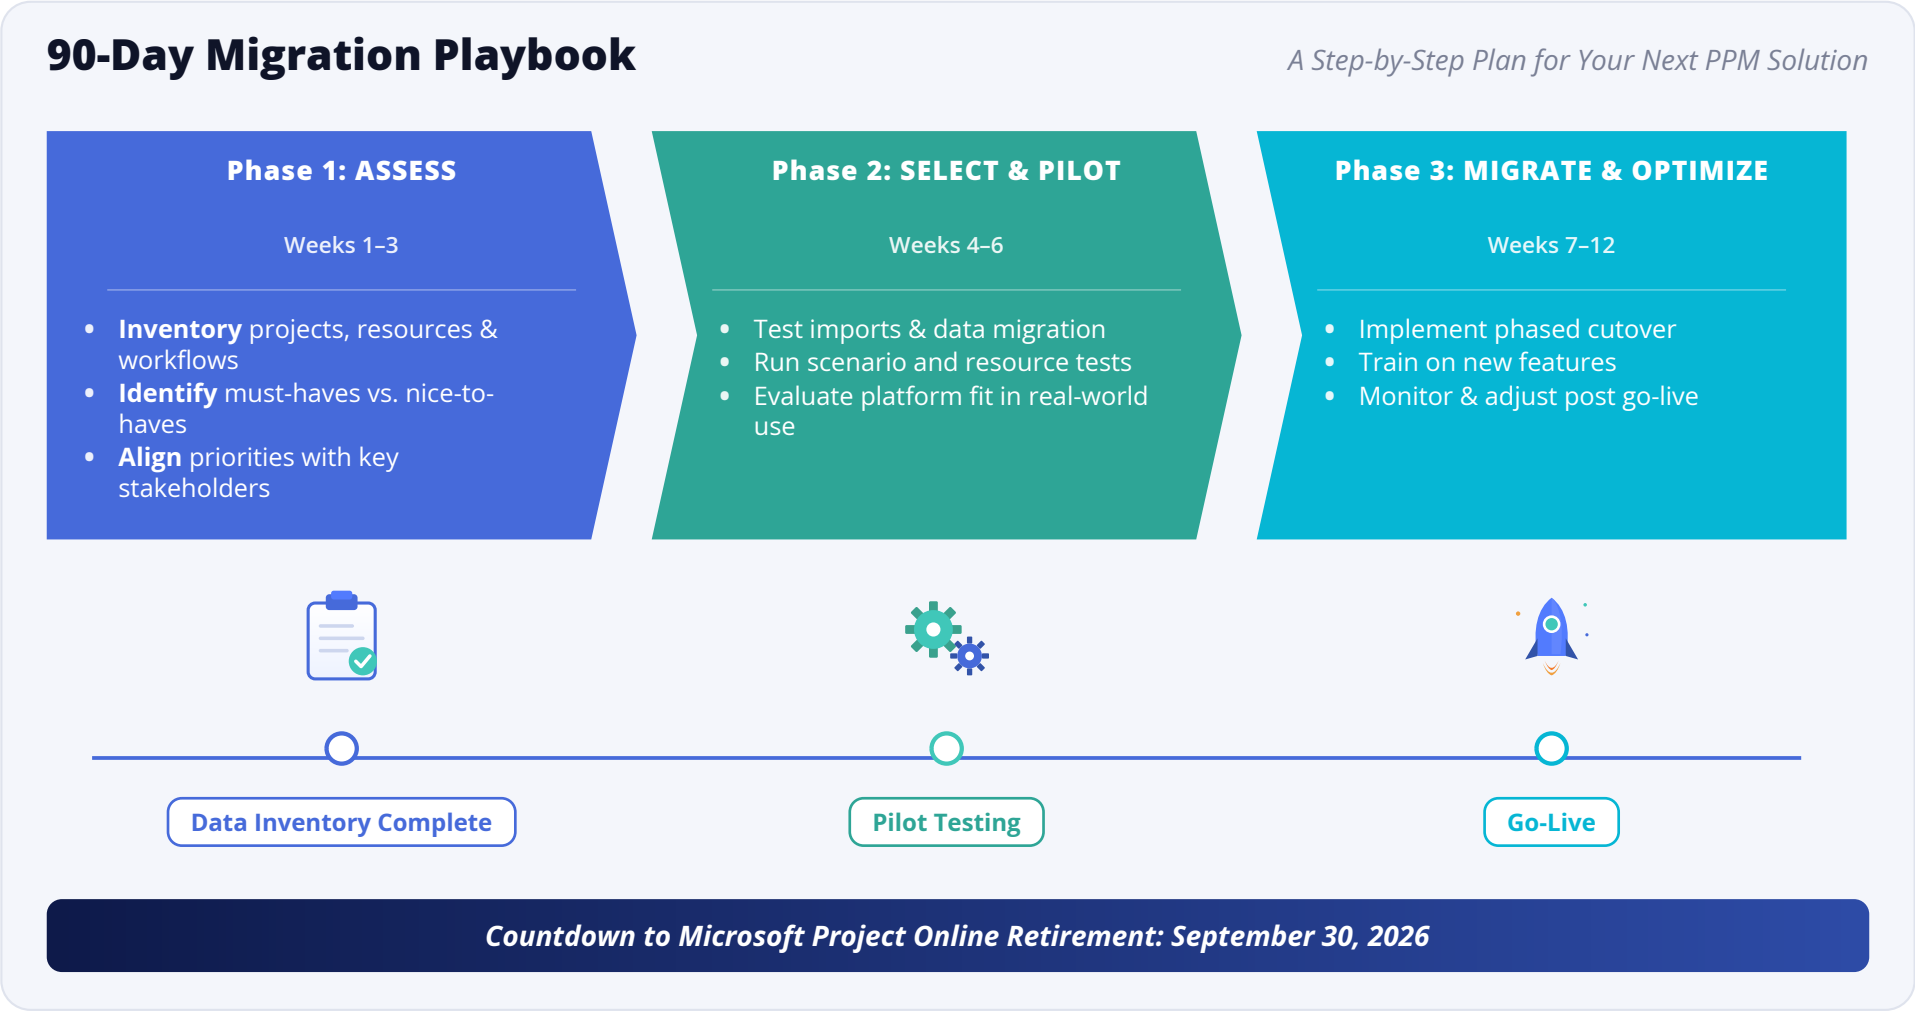 90-Day Migration Playbook
A Step-by-Step Plan for Your Next PPM Solution
Phase 1: ASSESS
Weeks 1–3
• Inventory projects, resources &
workflows
• Identify must-haves vs. nice-to-
haves
• Align priorities with key
stakeholders
Phase 2: SELECT & PILOT
Weeks 4–6
• Test imports & data migration
• Run scenario and resource tests
• Evaluate platform fit in real-world
use
Phase 3: MIGRATE & OPTIMIZE
Weeks 7–12
• Implement phased cutover
• Train on new features
• Monitor & adjust post go-live
Data Inventory Complete
Pilot Testing
Go-Live
Countdown to Microsoft Project Online Retirement: September 30, 2026